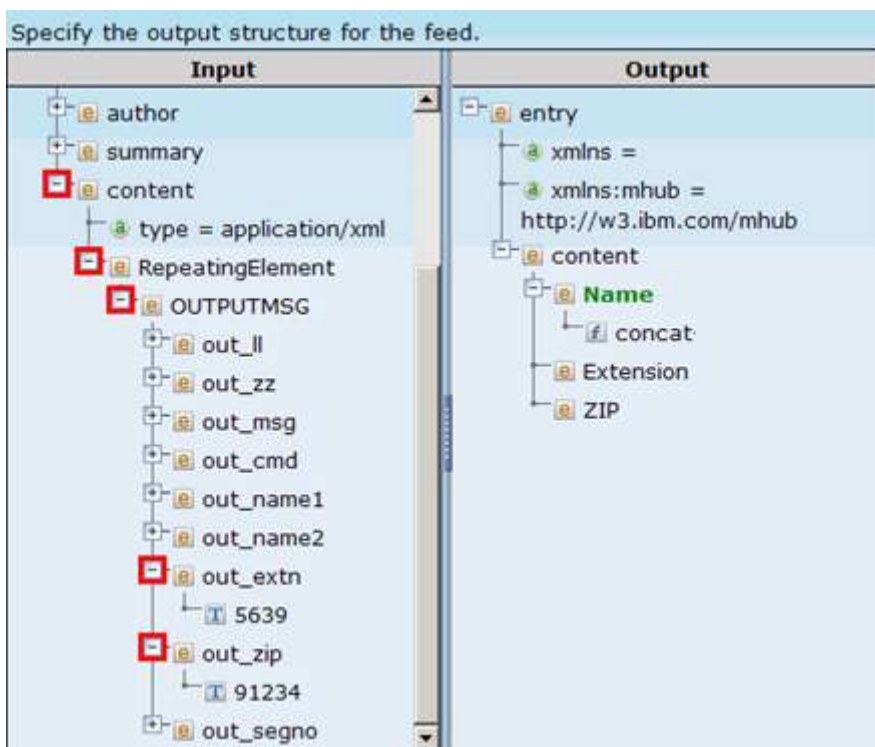 Specify the output structure for the feed.
Input
author
summary
content
type = application/xml
RepeatingElement
OUTPUTMSG
out_ll
out_zz
out_msg
out_cmd
out_name1
out_name2
out_extn
5639
out_zip
91234
out_segno
Output
entry
xmlns =
xmlns:mhub =
http://w3.ibm.com/mhub
content
Name
concat
Extension
ZIP